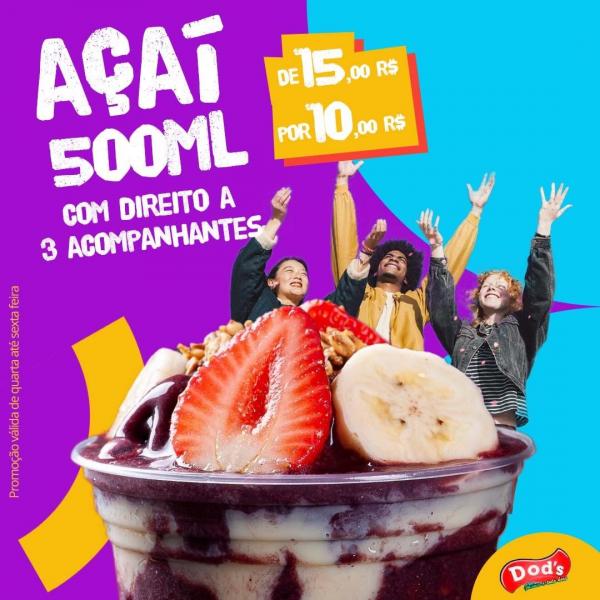 AÇAÍ
500ML
COM DIREITO A
3 ACOMPANHANTES
DE 15,00 R$
POR 10,00 R$
Promoção válida de quarta até sexta feira
Dod's